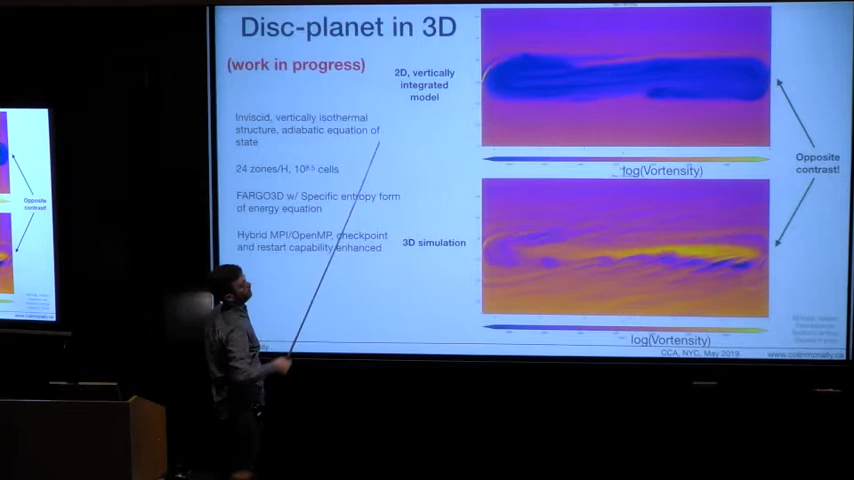 Disc-planet in 3D
(work in progress)
Inviscid, vertically isothermal
structure, adiabatic equation of
state
24 zones/H, 10⁸·⁵ cells
FARGO3D w/ Specific entropy form
of energy equation
Hybrid MPI/OpenMP, checkpoint
and restart capability enhanced
2D, vertically
integrated
model
log(Vortensity)
3D simulation
log(Vortensity)
Opposite
contrast!
CCA, NYC, May 2019
www.colinmcnally.ca
Opposite
contrast!